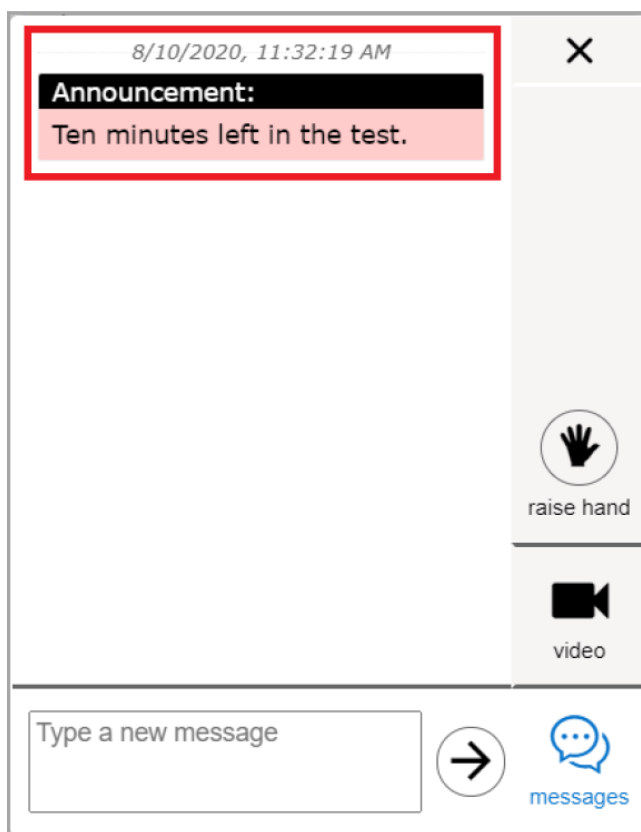 8/10/2020, 11:32:19 AM
Announcement:
Ten minutes left in the test.
raise hand
video
Type a new message
messages